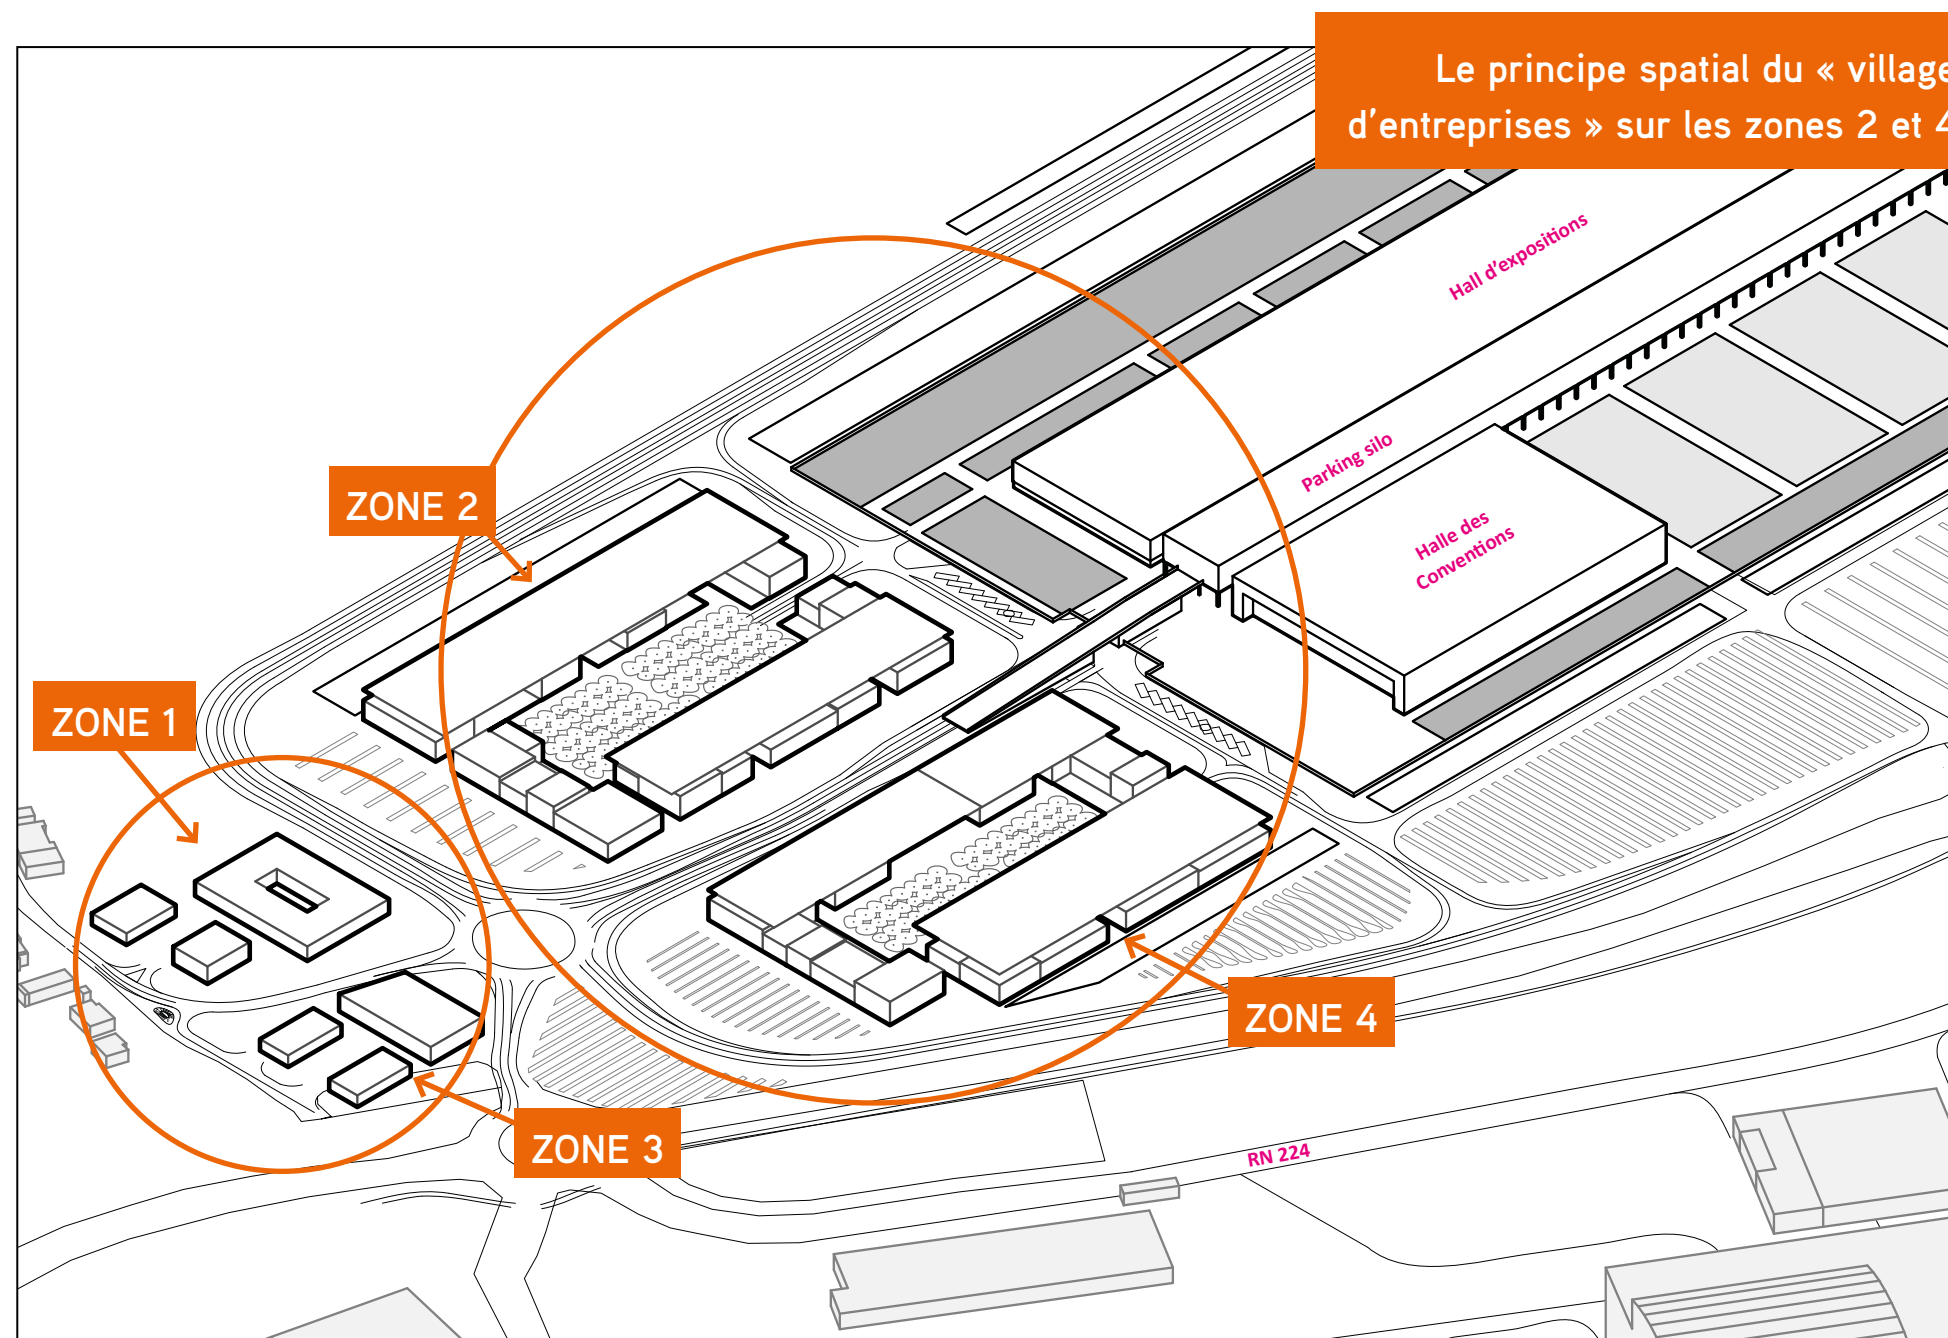 Le principe spatial du « village
d'entreprises » sur les zones 2 et 4
Hall d'expositions
Parking silo
Halle des
Conventions
ZONE 2
ZONE 1
ZONE 4
ZONE 3
RN 224